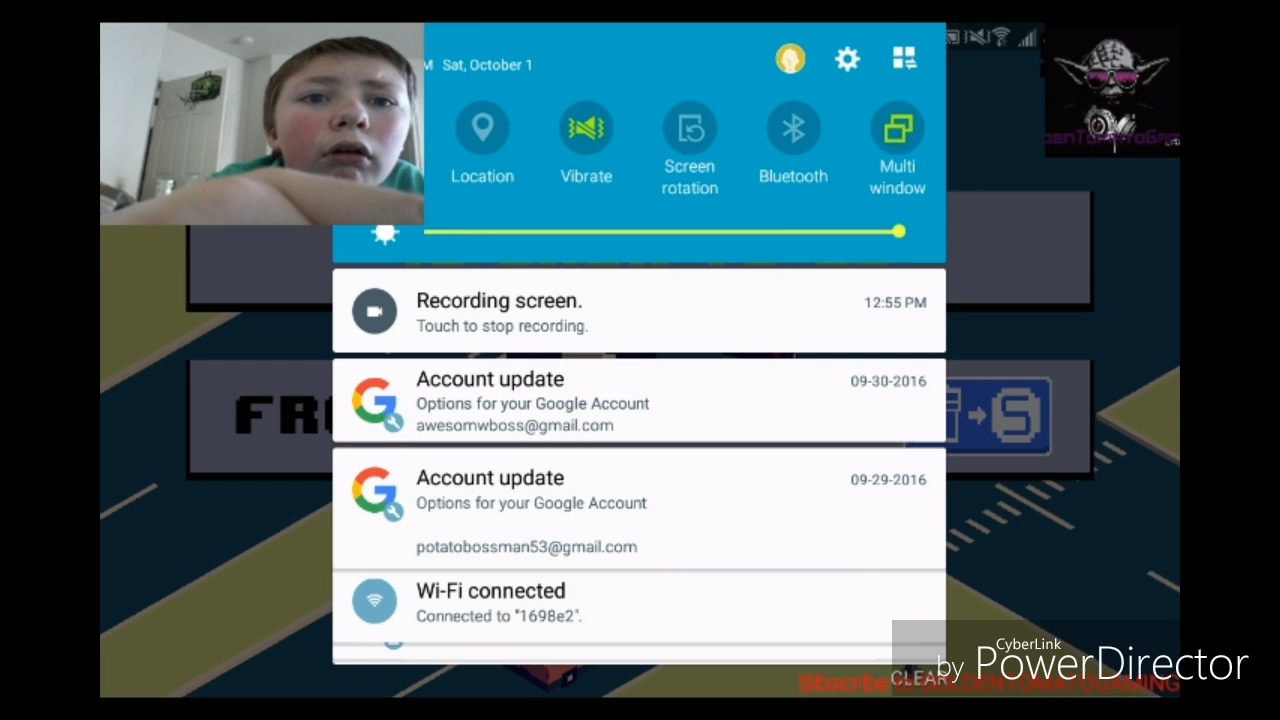 M Sat, October 1
Location
Vibrate
Screen
rotation
Bluetooth
Multi
window
Recording screen.
12:55 PM
Touch to stop recording.
Account update
09-30-2016
Options for your Google Account
awesomwboss@gmail.com
FR
S
Account update
09-29-2016
Options for your Google Account
potatobossman53@gmail.com
Wi-Fi connected
Connected to "1698e2".
CyberLink
by PowerDirector
CLEAR